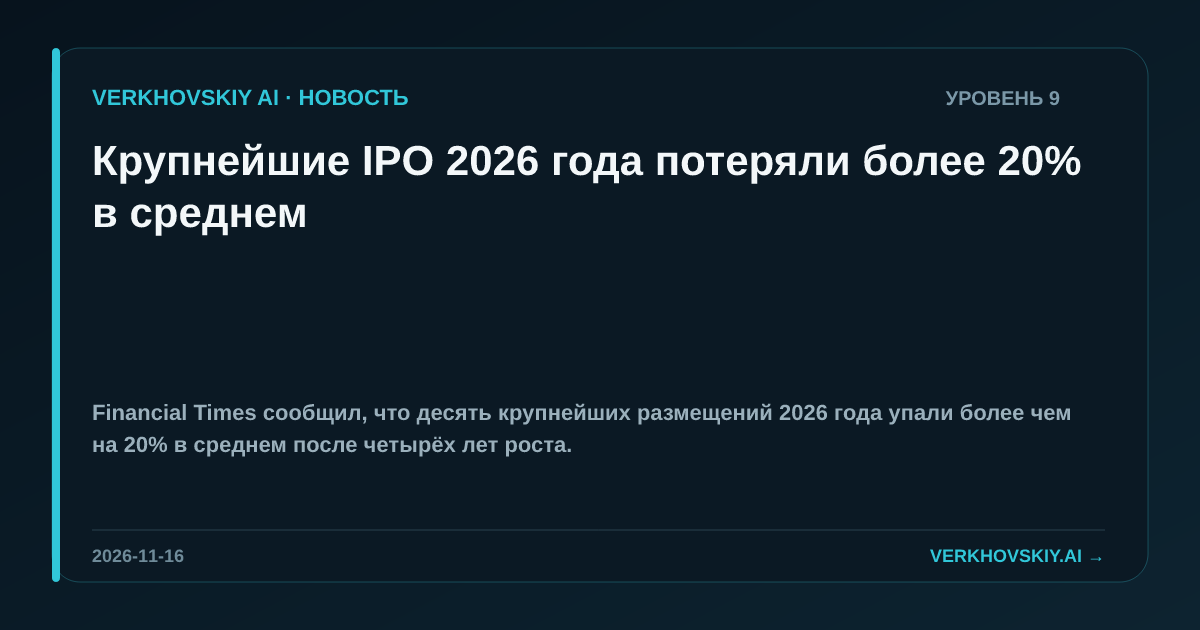 VERKHOVSKIY AI · НОВОСТЬ
УРОВЕНЬ 9
Крупнейшие IPO 2026 года потеряли более 20%
в среднем
Financial Times сообщил, что десять крупнейших размещений 2026 года упали более чем
на 20% в среднем после четырёх лет роста.
2026-11-16
VERKHOVSKIY.AI →